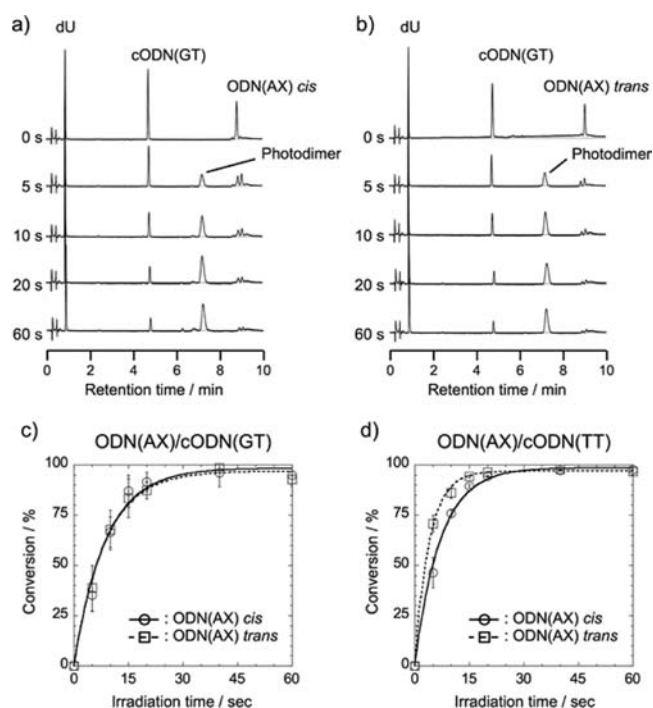 a)
dU
cODN(GT)
ODN(AX) cis
0 s
Photodimer
5 s
10 s
20 s
60 s
0 2 4 6 8 10
Retention time / min
b)
dU
cODN(GT)
ODN(AX) trans
0 s
Photodimer
5 s
10 s
20 s
60 s
0 2 4 6 8 10
Retention time / min
c)
ODN(AX)/cODN(GT)
100
75
50
25
0
Conversion / %
: ODN(AX) cis
: ODN(AX) trans
0 15 30 45 60
Irradiation time / sec
d)
ODN(AX)/cODN(TT)
100
75
50
25
0
Conversion / %
: ODN(AX) cis
: ODN(AX) trans
0 15 30 45 60
Irradiation time / sec